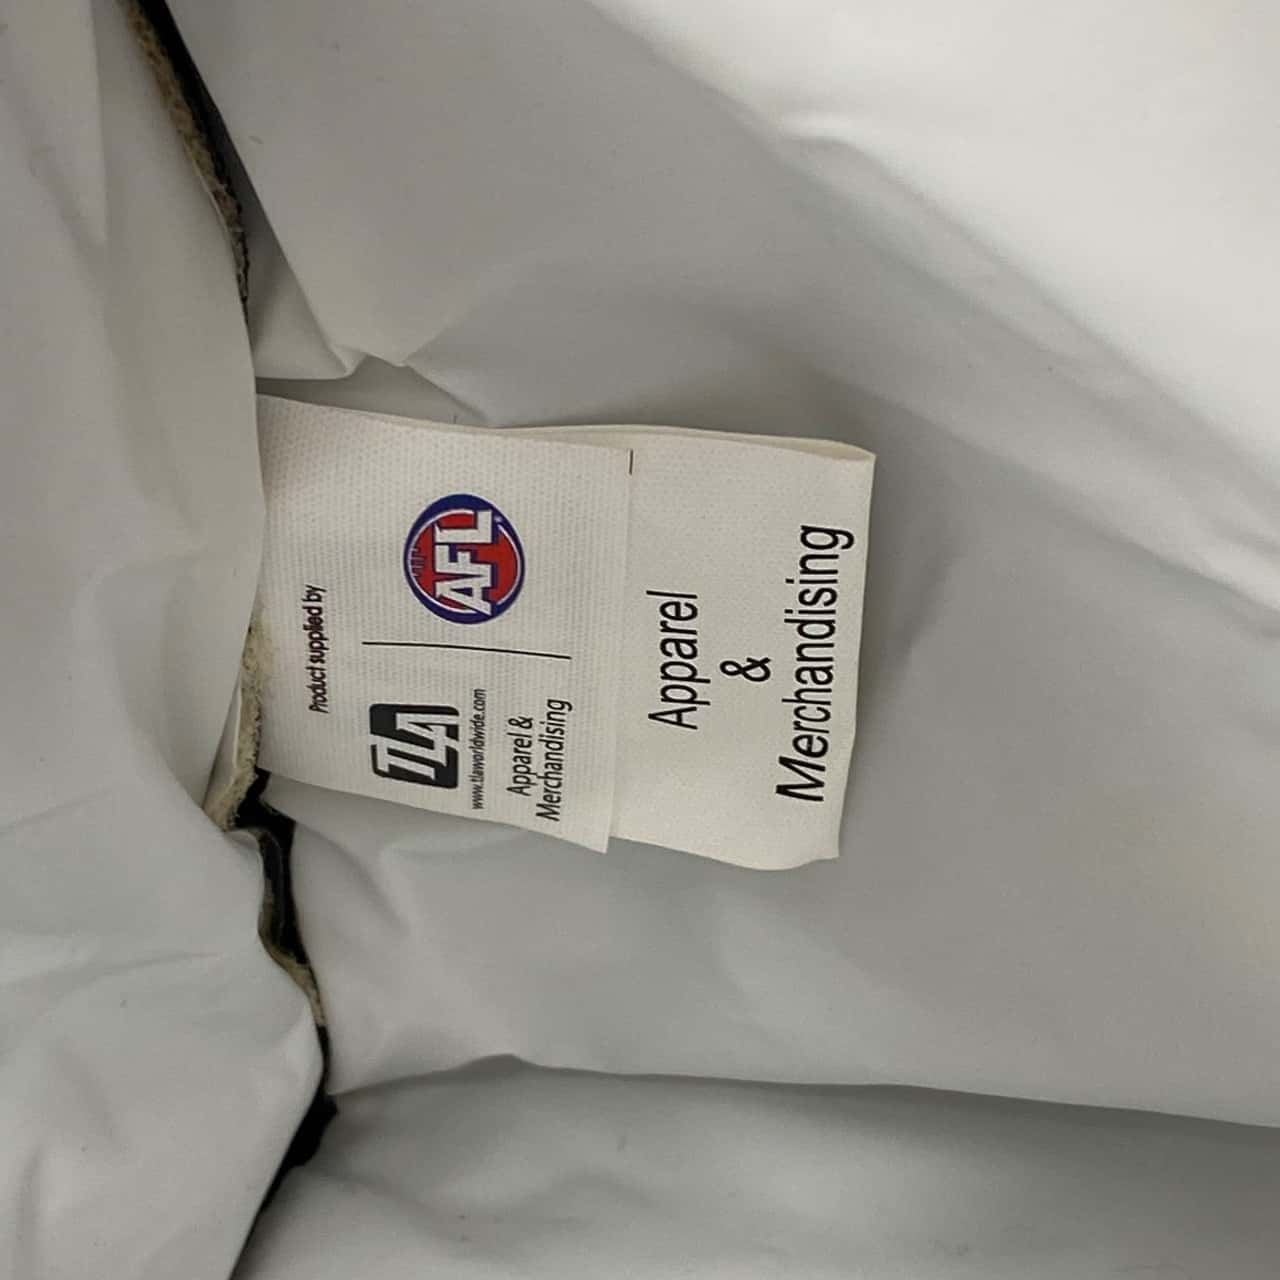 Product supplied by
TLA
www.tlaworldwide.com
Apparel &
Merchandising
AFL
Apparel
&
Merchandising